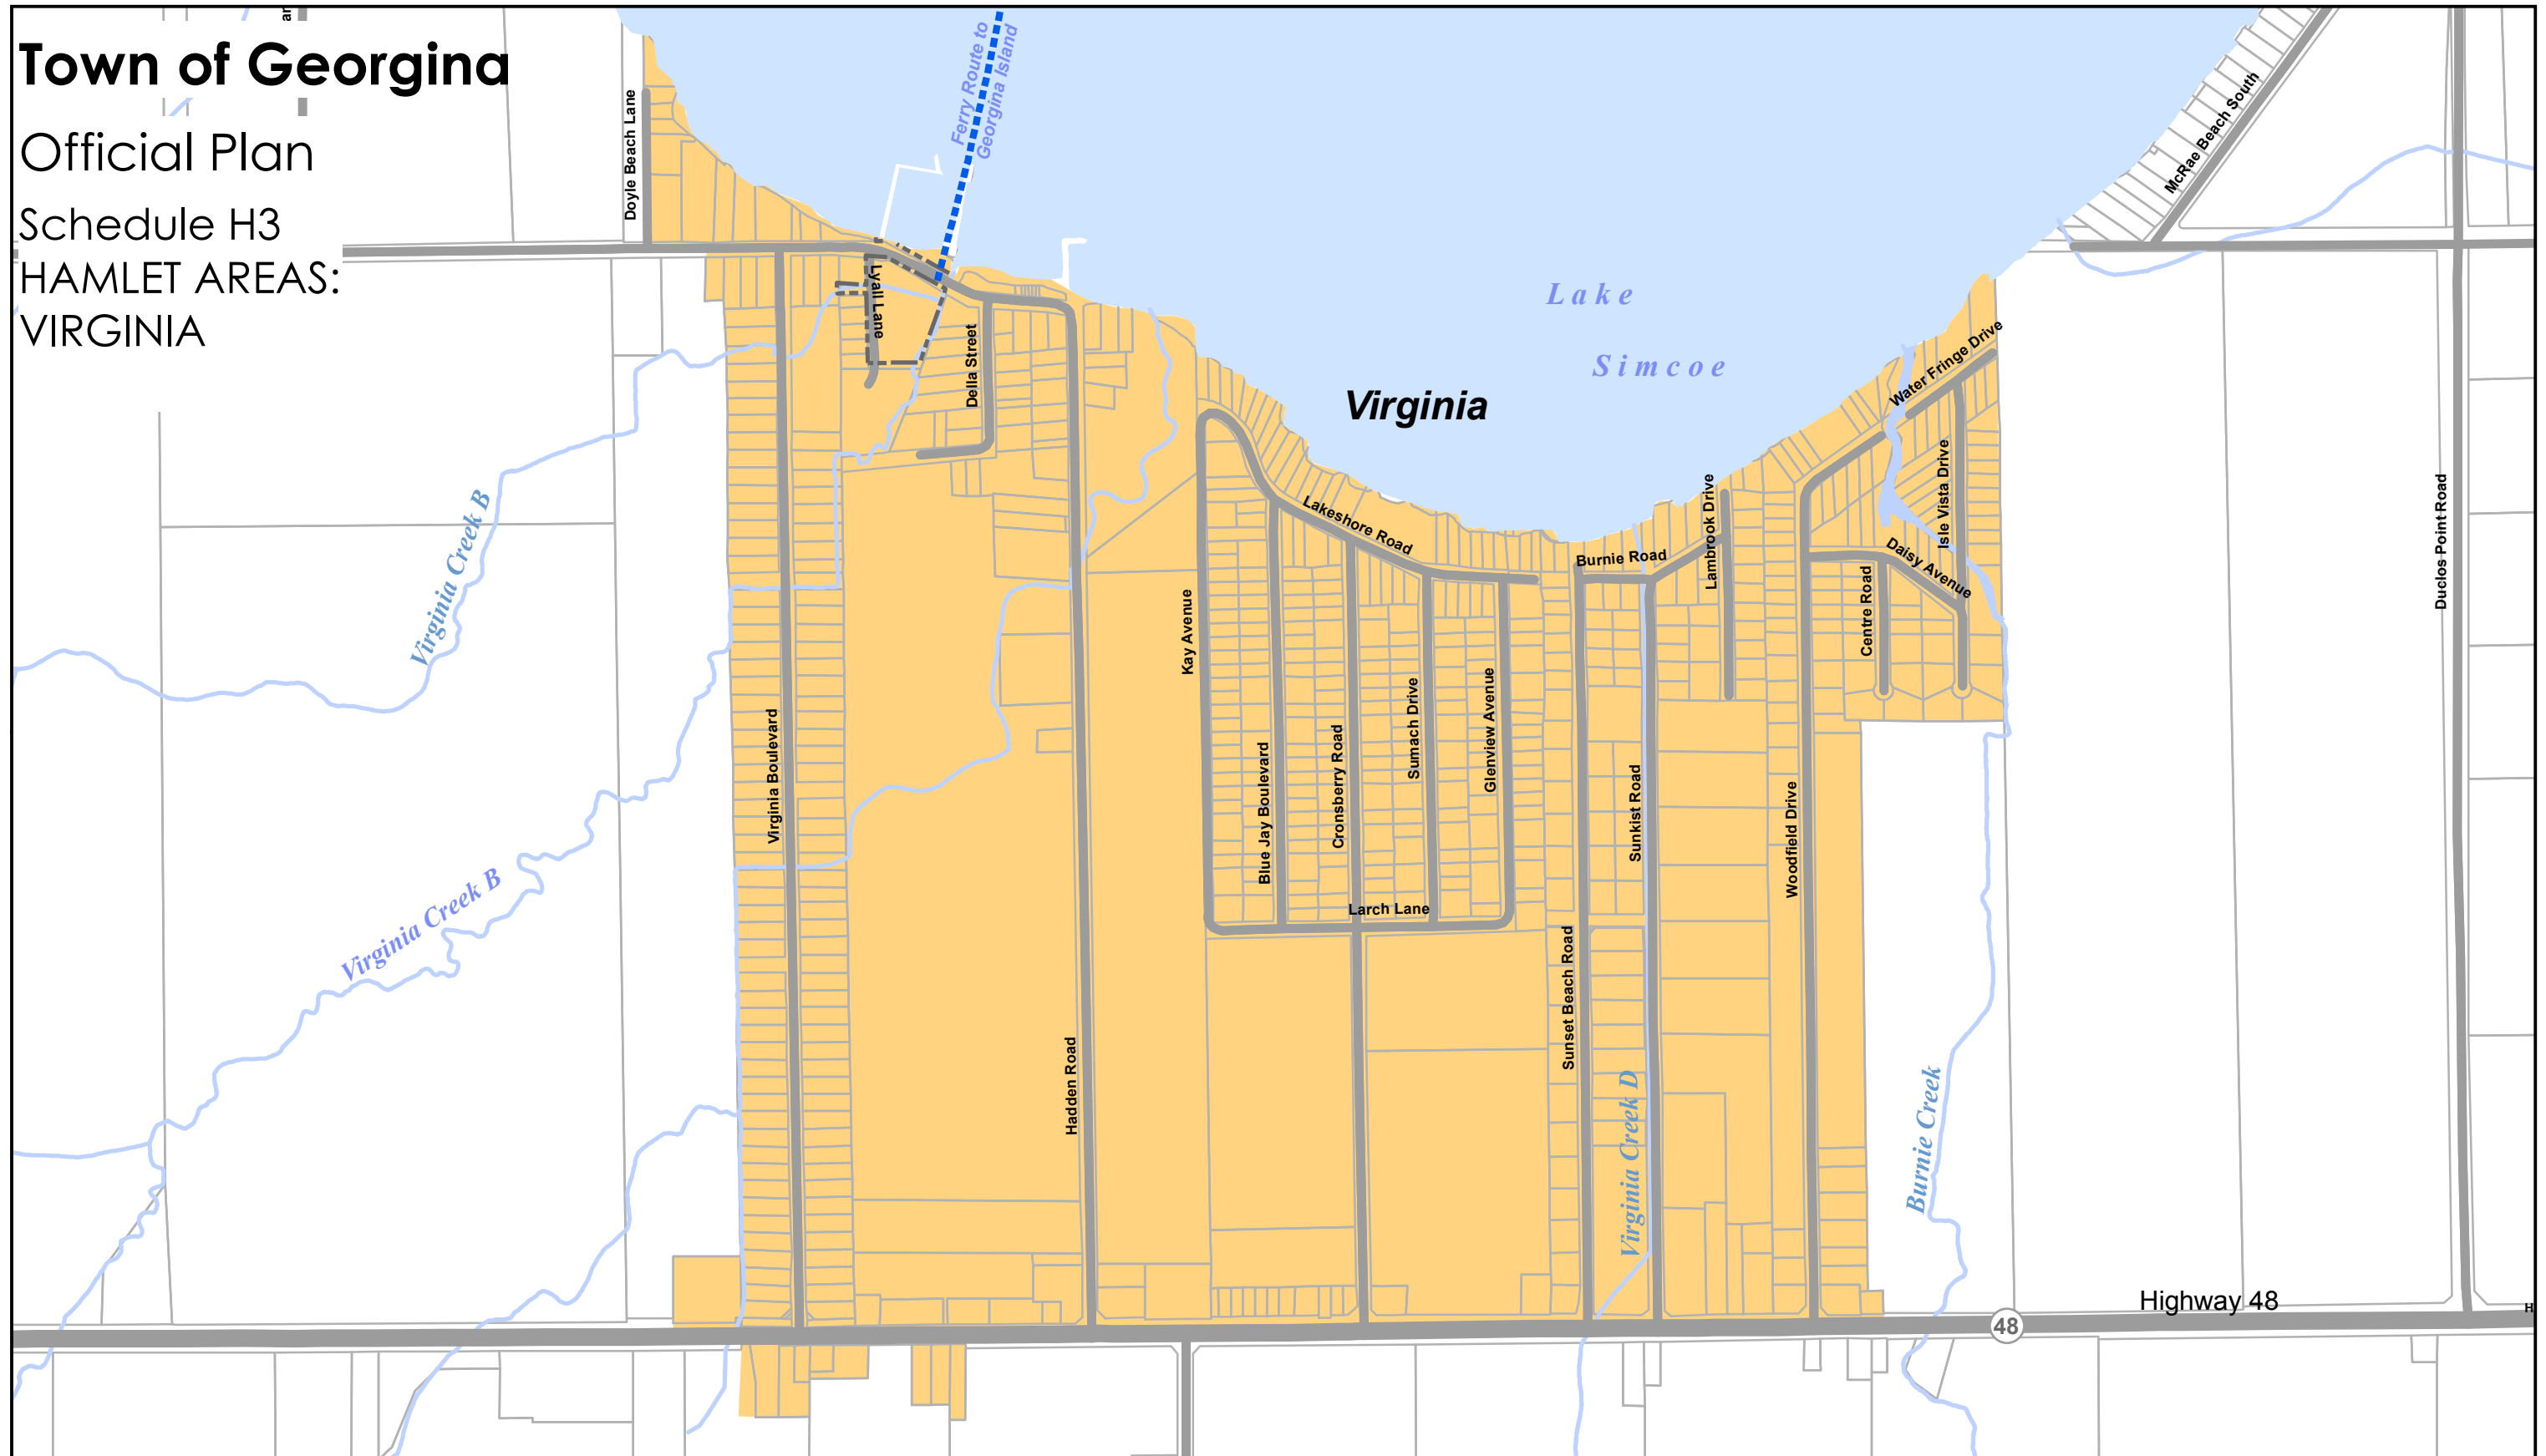 Town of Georgina
Official Plan
Schedule H3
HAMLET AREAS:
VIRGINIA
Doyle Beach Lane
Ferry Route to
Georgina Island
McRae Beach South
Lyall Lane
Della Street
Lake
Simcoe
Virginia
Water Fringe Drive
Isle Vista Drive
Duclos Point Road
Virginia Creek B
Lakeshore Road
Burnie Road
Lambrook Drive
Daisy Avenue
Centre Road
Kay Avenue
Virginia Boulevard
Blue Jay Boulevard
Cronsberry Road
Sumach Drive
Glenview Avenue
Sunkist Road
Woodfield Drive
Virginia Creek B
Larch Lane
Sunset Beach Road
Hadden Road
Virginia Creek D
Burnie Creek
Highway 48
48